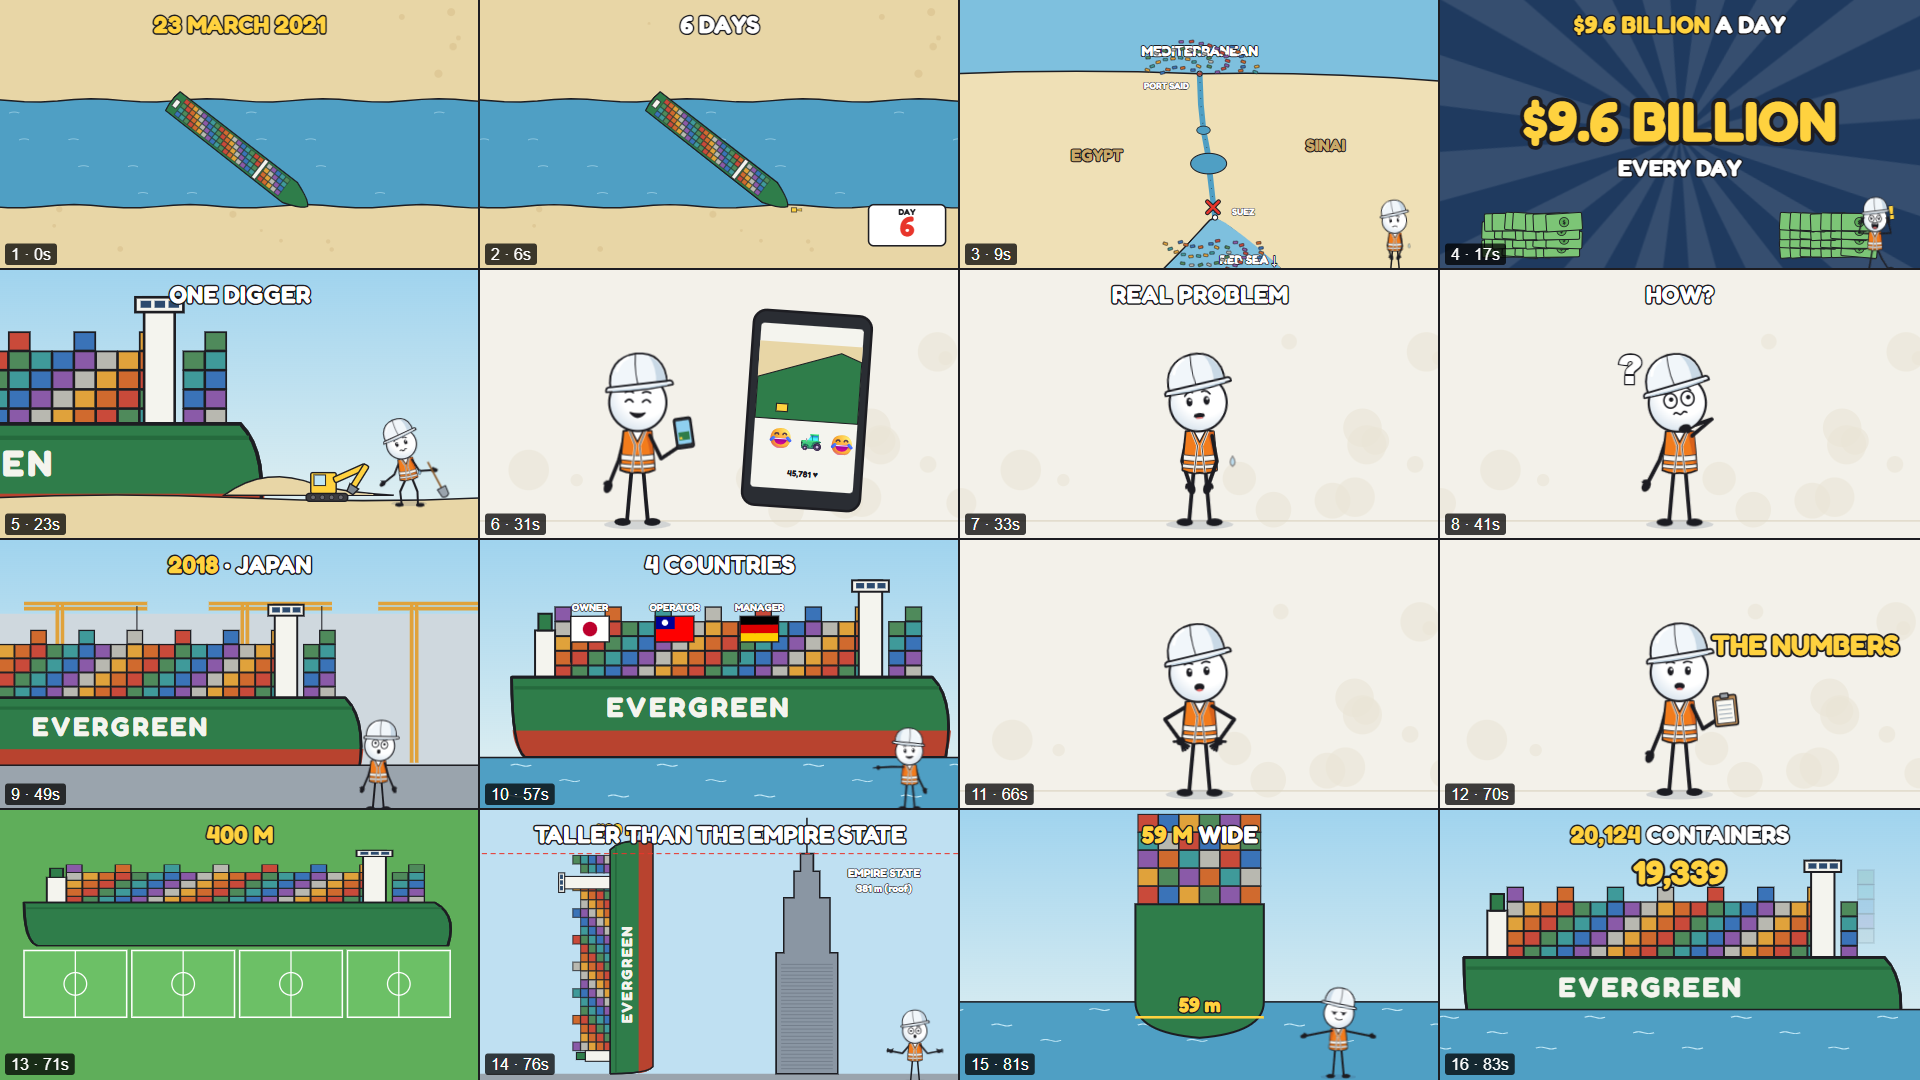 23 MARCH 2021
1 · 0s
6 DAYS
DAY
6
2 · 6s
MEDITERRANEAN
PORT SAID
EGYPT
SINAI
SUEZ
RED SEA ↓
3 · 9s
$9.6 BILLION A DAY
$9.6 BILLION
EVERY DAY
4 · 17s
ONE DIGGER
EN
5 · 23s
45,781 ♥
6 · 31s
REAL PROBLEM
7 · 33s
HOW?
?
8 · 41s
2018 · JAPAN
EVERGREEN
9 · 49s
4 COUNTRIES
OWNER
OPERATOR
MANAGER
EVERGREEN
10 · 57s
11 · 66s
THE NUMBERS
12 · 70s
400 M
13 · 71s
TALLER THAN THE EMPIRE STATE
EMPIRE STATE
381 m (roof)
EVERGREEN
14 · 76s
59 M WIDE
59 m
15 · 81s
20,124 CONTAINERS
19,339
EVERGREEN
16 · 83s